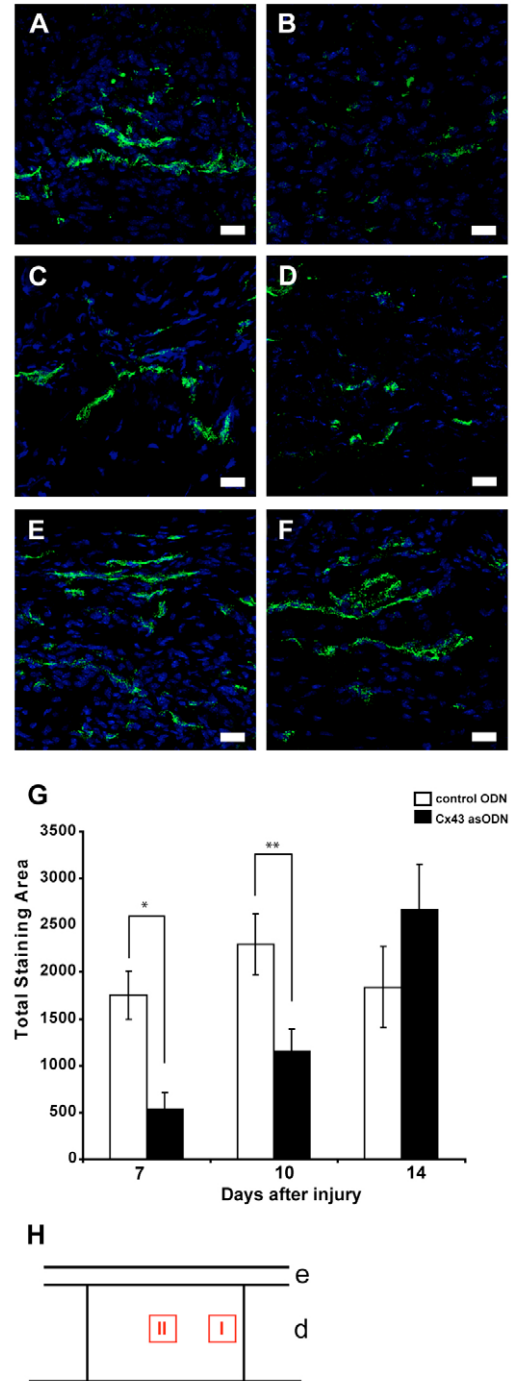 A
B
C
D
E
F
G
control ODN
Cx43 asODN
Total Staining Area
3500
3000
2500
2000
1500
1000
500
0
*
**
7 10 14
Days after injury
H
e
II I d